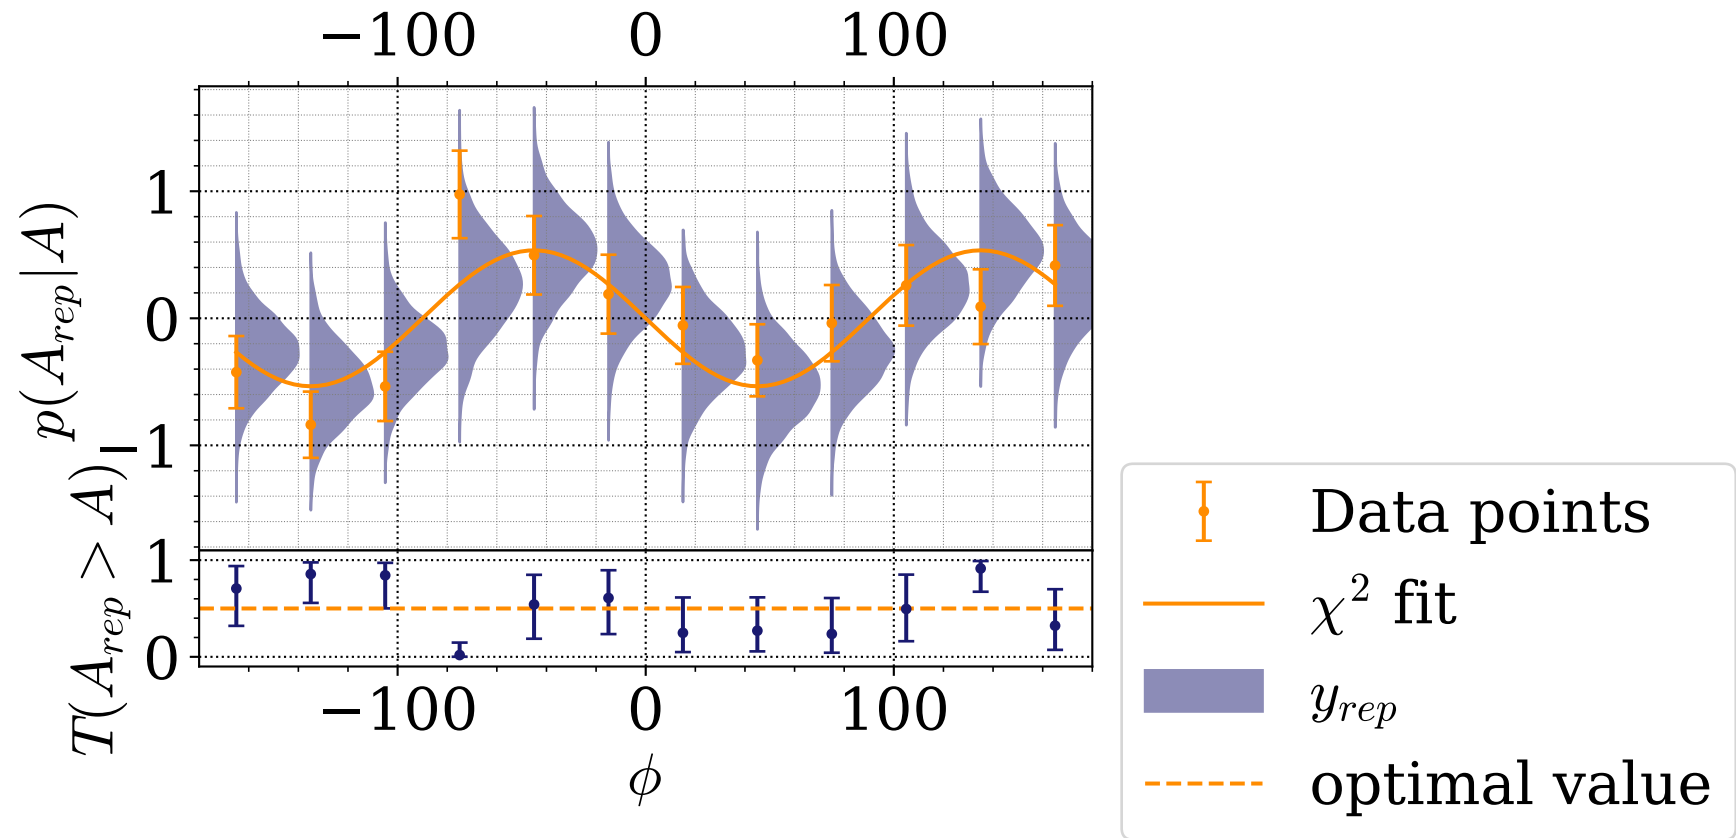 −100 0 100
p(A_rep|A)
1
0
−1
T(A_rep > A)
1
0
−100 0 100
ϕ
Data points
χ² fit
y_rep
optimal value